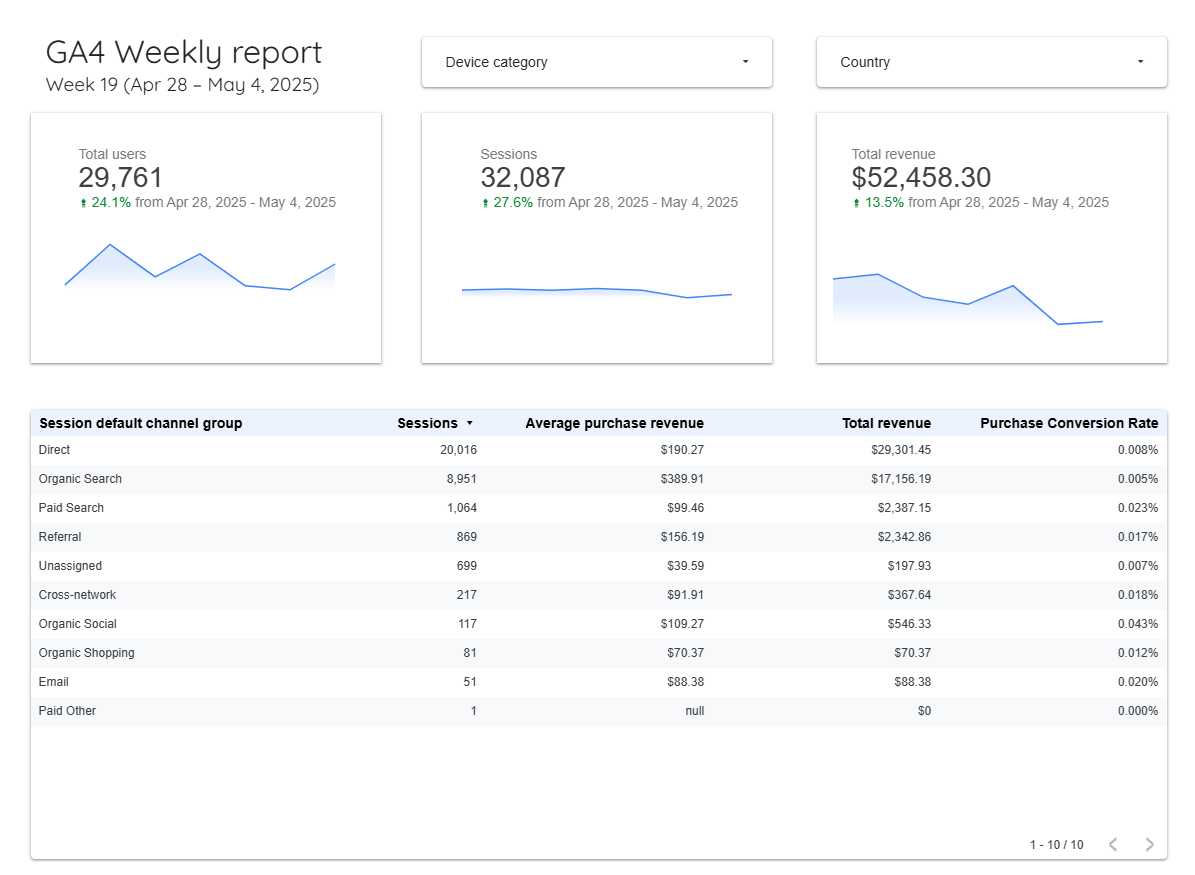 GA4 Weekly report
Week 19 (Apr 28 – May 4, 2025)
Device category
Country
Total users
29,761
24.1% from Apr 28, 2025 - May 4, 2025
Sessions
32,087
27.6% from Apr 28, 2025 - May 4, 2025
Total revenue
$52,458.30
13.5% from Apr 28, 2025 - May 4, 2025
Session default channel group Sessions Average purchase revenue Total revenue Purchase Conversion Rate
Direct 20,016 $190.27 $29,301.45 0.008%
Organic Search 8,951 $389.91 $17,156.19 0.005%
Paid Search 1,064 $99.46 $2,387.15 0.023%
Referral 869 $156.19 $2,342.86 0.017%
Unassigned 699 $39.59 $197.93 0.007%
Cross-network 217 $91.91 $367.64 0.018%
Organic Social 117 $109.27 $546.33 0.043%
Organic Shopping 81 $70.37 $70.37 0.012%
Email 51 $88.38 $88.38 0.020%
Paid Other 1 null $0 0.000%
1 - 10 / 10